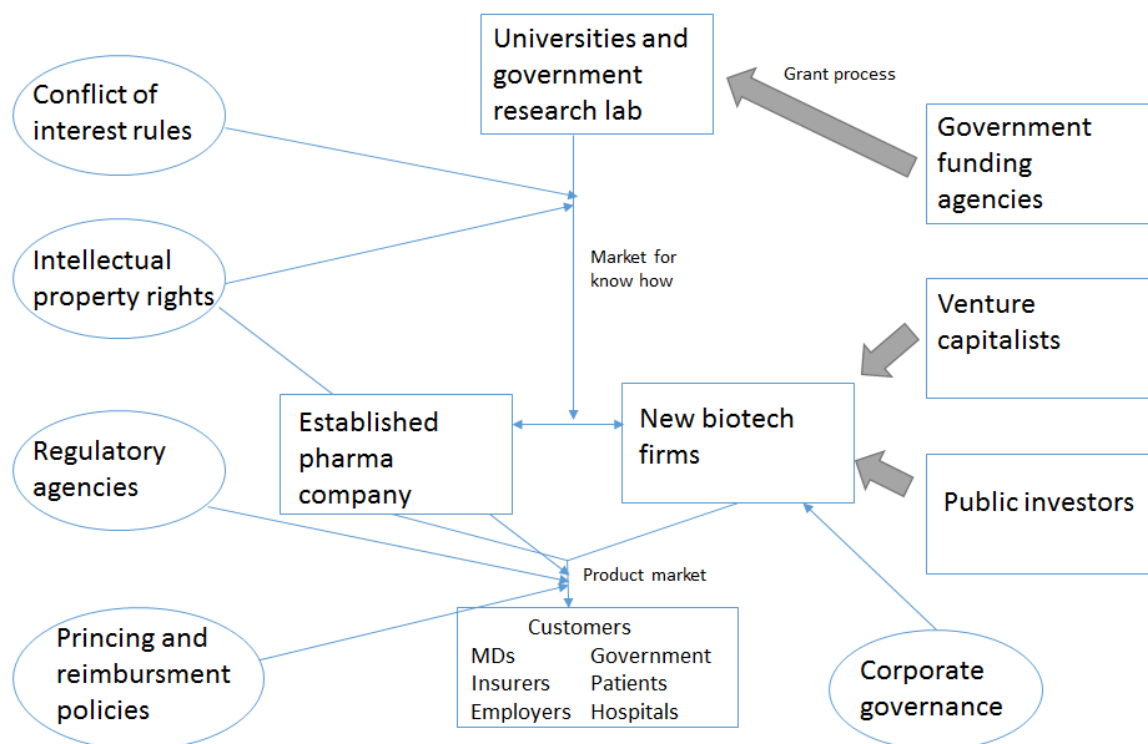 Universities and
government
research lab
Grant process
Conflict of
interest rules
Government
funding
agencies
Intellectual
property rights
Market for
know how
Venture
capitalists
Established
pharma
company
New biotech
firms
Regulatory
agencies
Public investors
Product market
Princing and
reimbursment
policies
Customers
MDs Government
Insurers Patients
Employers Hospitals
Corporate
governance